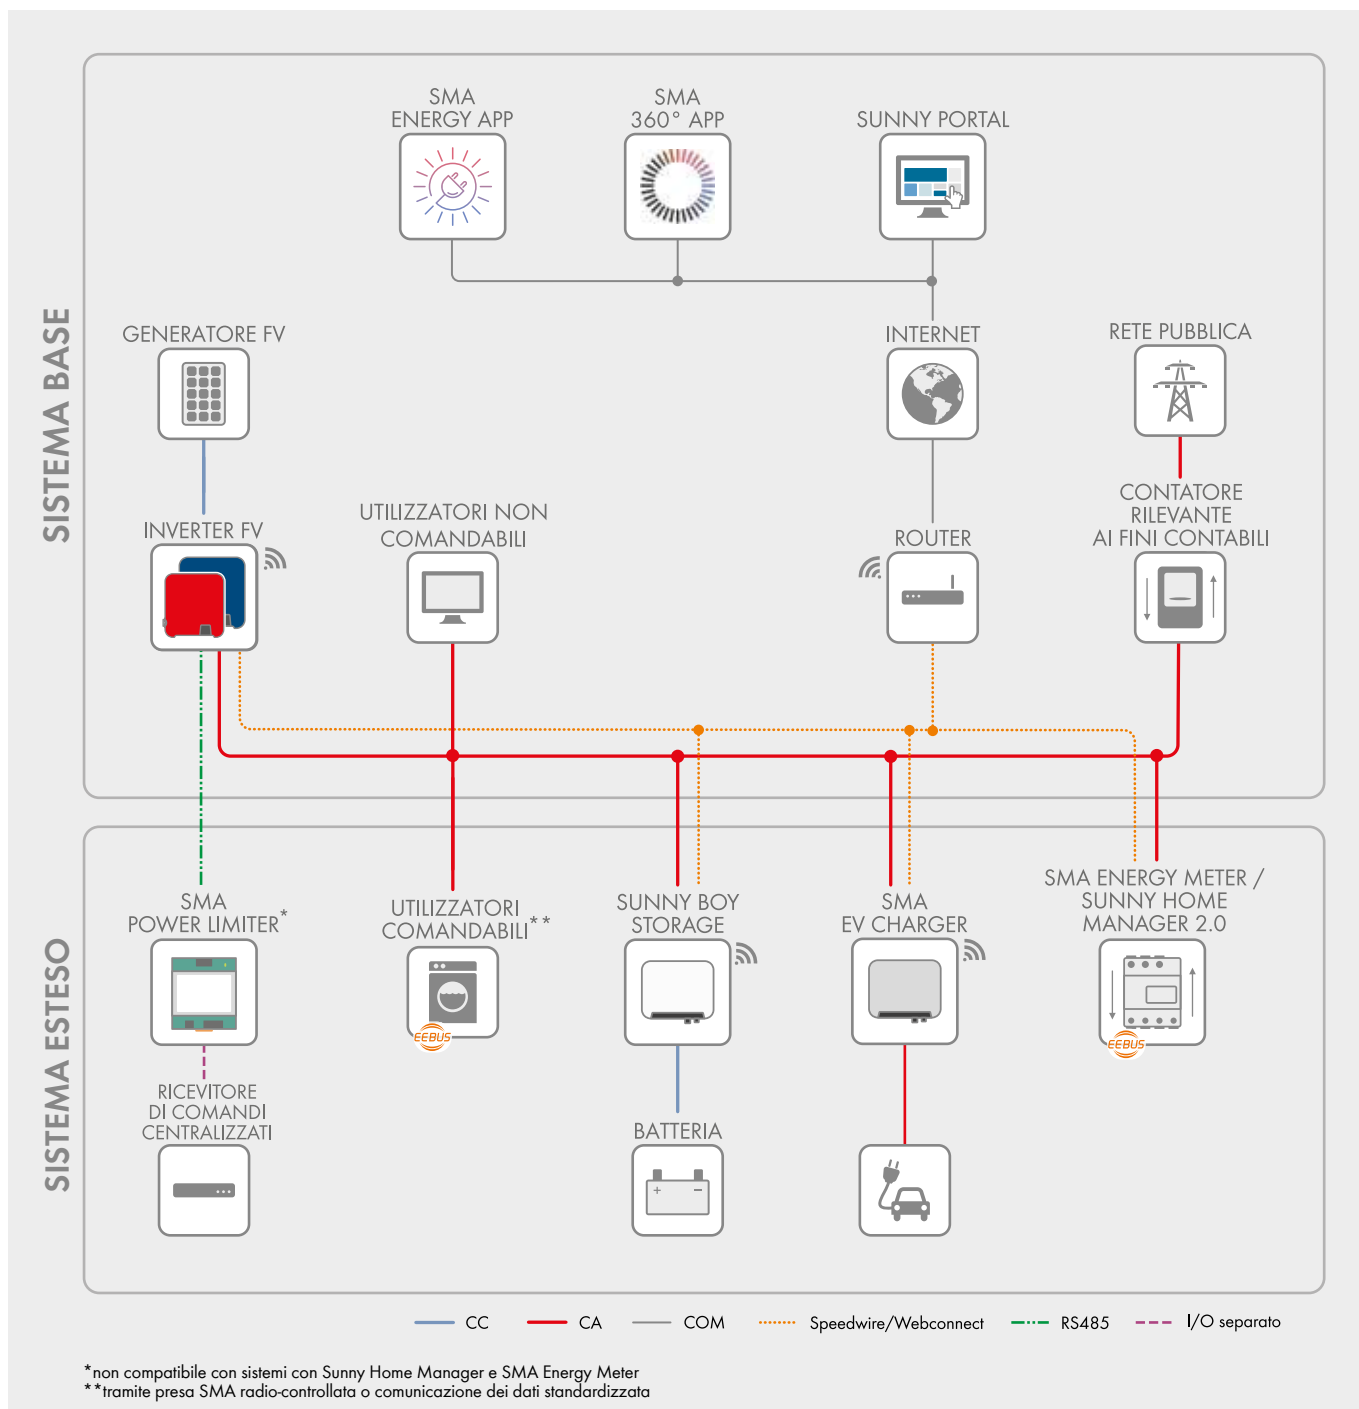 SISTEMA BASE
SMA
ENERGY APP
SMA
360° APP
SUNNY PORTAL
GENERATORE FV
INTERNET
RETE PUBBLICA
INVERTER FV
UTILIZZATORI NON
COMANDABILI
ROUTER
CONTATORE
RILEVANTE
AI FINI CONTABILI
SISTEMA ESTESO
SMA
POWER LIMITER*
UTILIZZATORI
COMANDABILI**
EEBUS
SUNNY BOY
STORAGE
SMA
EV CHARGER
SMA ENERGY METER /
SUNNY HOME
MANAGER 2.0
EEBUS
RICEVITORE
DI COMANDI
CENTRALIZZATI
BATTERIA
+ −
CC
CA
COM
Speedwire/Webconnect
RS485
I/O separato
*non compatibile con sistemi con Sunny Home Manager e SMA Energy Meter
**tramite presa SMA radio-controllata o comunicazione dei dati standardizzata